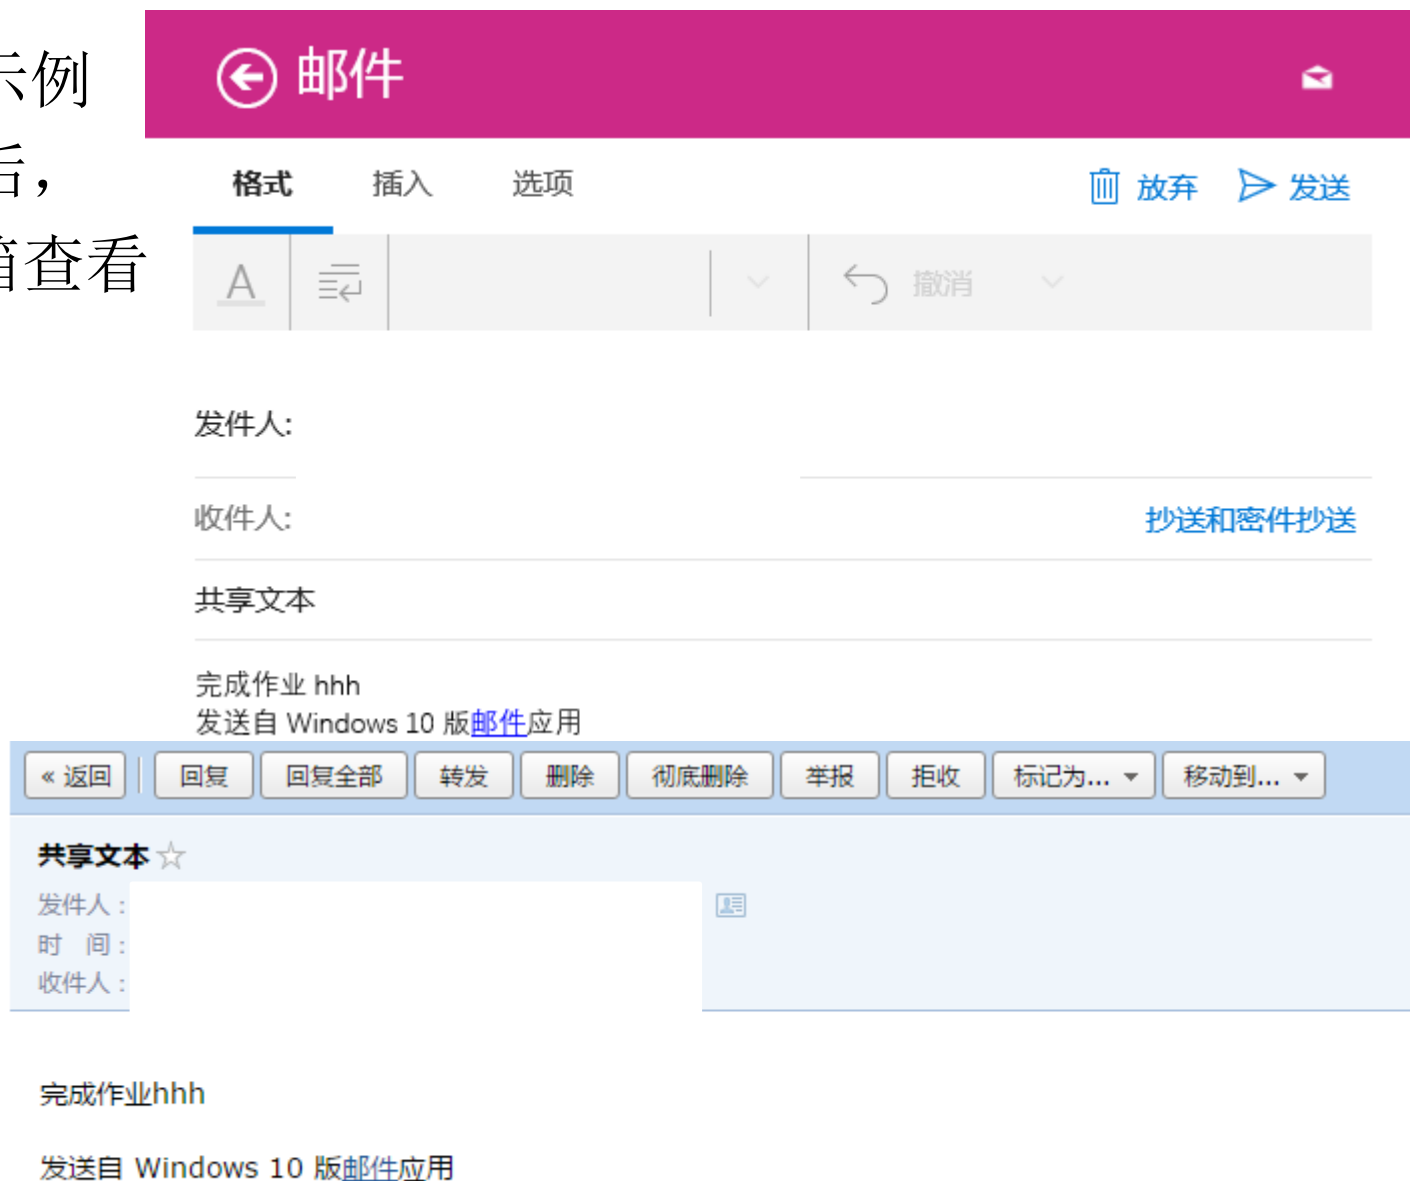 示例
后，
箱查看
邮件
格式 插入 选项 放弃 发送
A 撤消
发件人:
收件人: 抄送和密件抄送
共享文本
完成作业 hhh
发送自 Windows 10 版邮件应用
« 返回 回复 回复全部 转发 删除 彻底删除 举报 拒收 标记为... 移动到...
共享文本
发件人：
时 间：
收件人：
完成作业hhh
发送自 Windows 10 版邮件应用